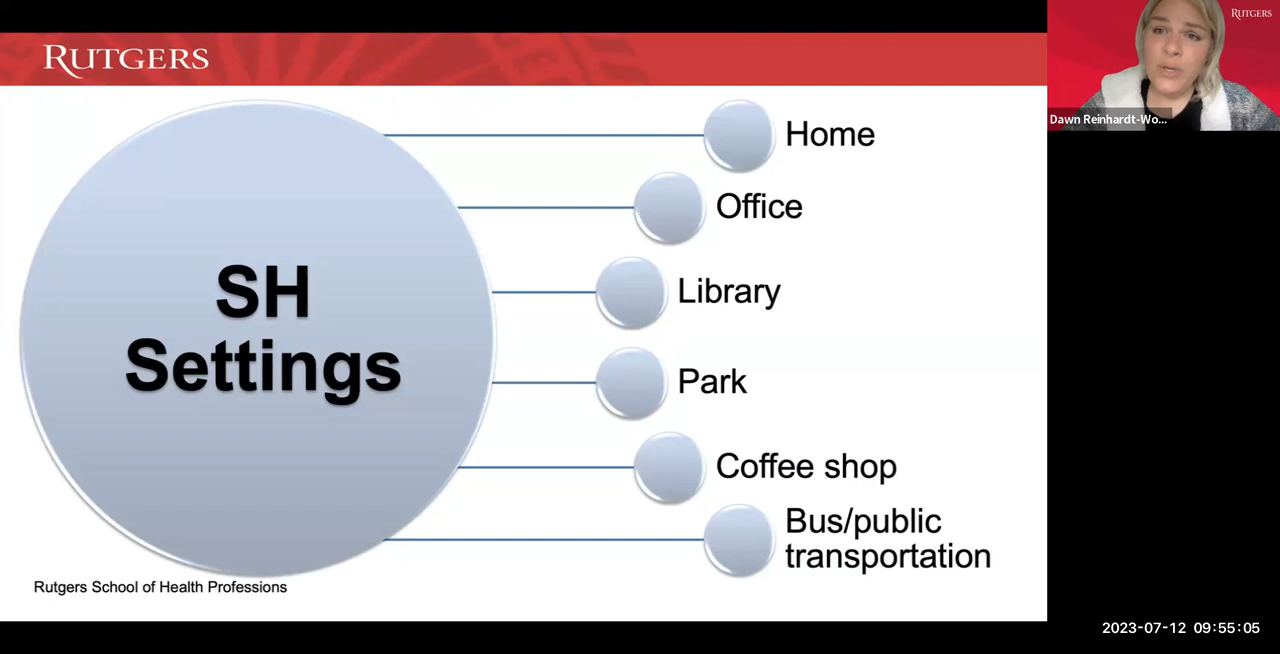 RUTGERS
RUTGERS
Dawn Reinhardt-Wo...
Home
Office
Library
Park
Coffee shop
Bus/public
transportation
SH
Settings
Rutgers School of Health Professions
2023-07-12 09:55:05